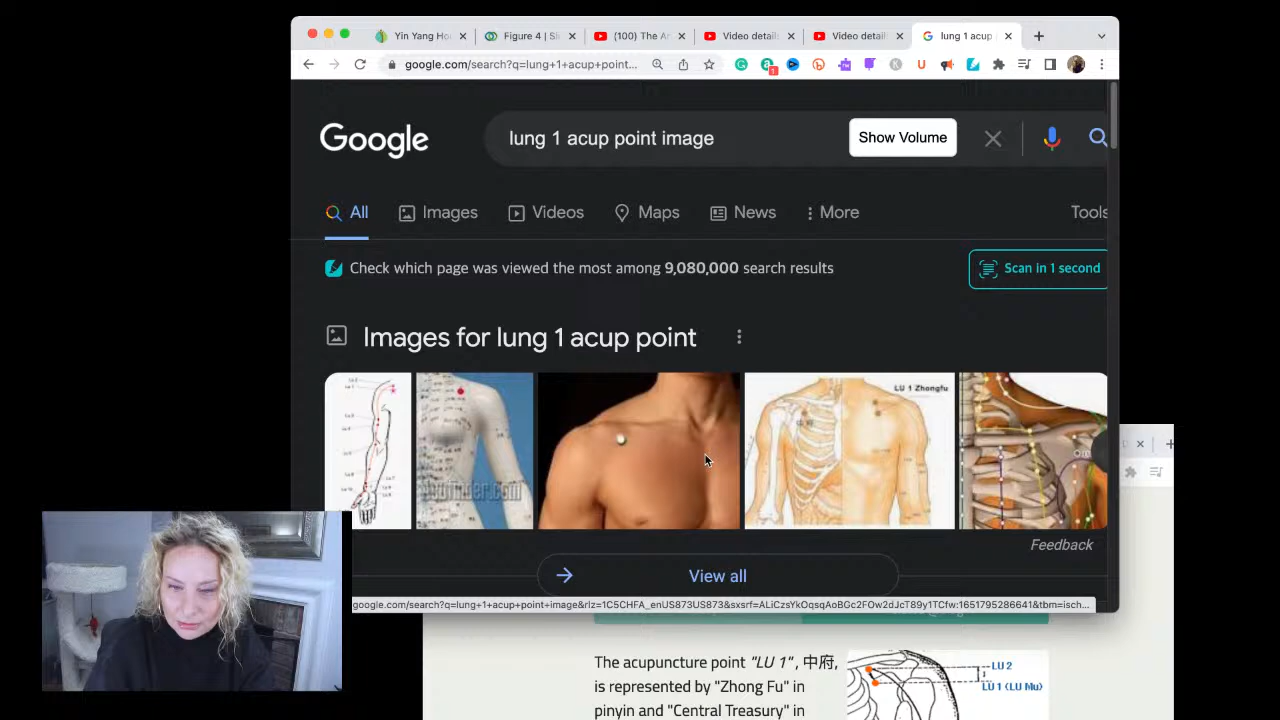 Yin Yang Ho
Figure 4 | Sk
(100) The Ar
Video detail
Video detail
lung 1 acup
google.com/search?q=lung+1+acup+point...
1
Google
lung 1 acup point image
Show Volume
All
Images
Videos
Maps
News
More
Tools
Check which page was viewed the most among 9,080,000 search results
Scan in 1 second
Images for lung 1 acup point
LU 1 Zhongfu
中府
Feedback
View all
google.com/search?q=lung+1+acup+point+image&rlz=1C5CHFA_enUS873US873&sxsrf=ALiCzsYkOqsqAoBGc2FOw2dJcT89y1TCfw:1651795286641&tbm=isch...
The acupuncture point "LU 1", 中府,
is represented by "Zhong Fu" in
pinyin and "Central Treasury" in
LU 2
LU 1 (LU Mu)